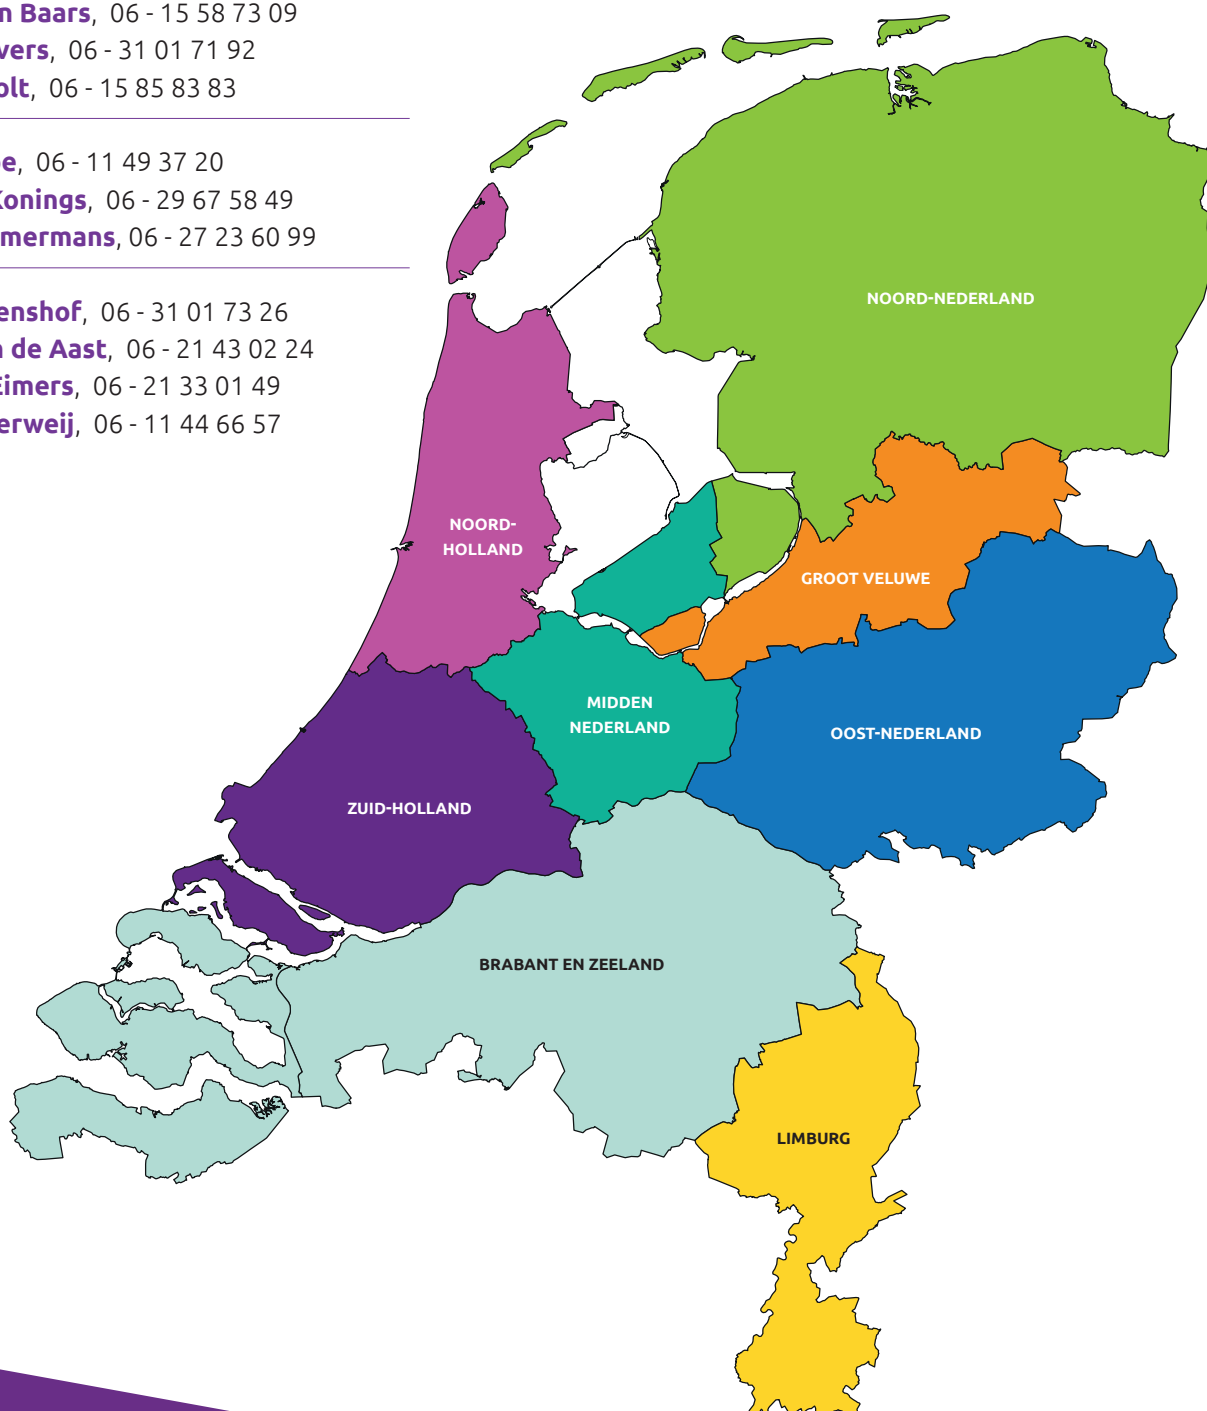 n Baars, 06 - 15 58 73 09
vers, 06 - 31 01 71 92
olt, 06 - 15 85 83 83
e, 06 - 11 49 37 20
Konings, 06 - 29 67 58 49
mermans, 06 - 27 23 60 99
enshof, 06 - 31 01 73 26
n de Aast, 06 - 21 43 02 24
Eimers, 06 - 21 33 01 49
erweij, 06 - 11 44 66 57
NOORD-NEDERLAND
NOORD-
HOLLAND
GROOT VELUWE
MIDDEN
NEDERLAND
OOST-NEDERLAND
ZUID-HOLLAND
BRABANT EN ZEELAND
LIMBURG